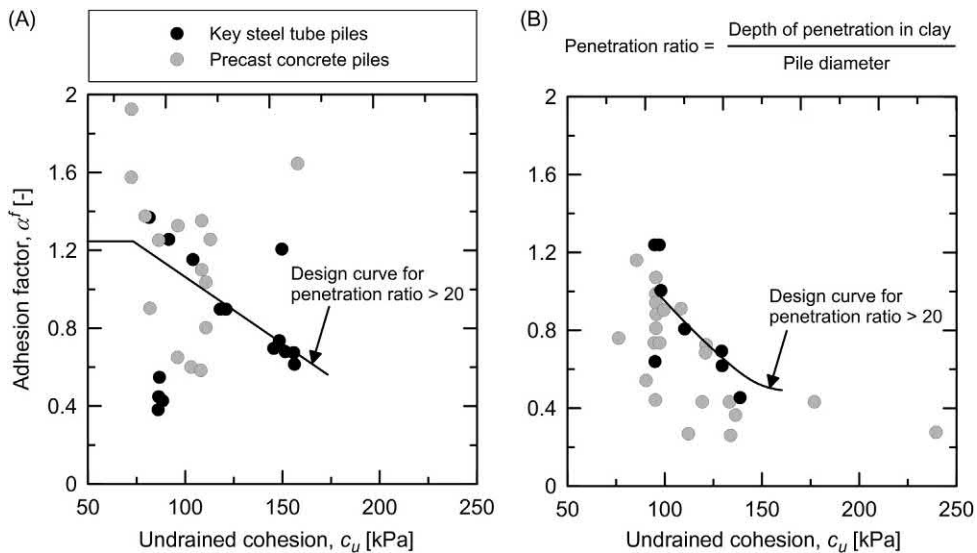 (A)
Key steel tube piles
Precast concrete piles
2
1.6
1.2
0.8
0.4
0
50
100
150
200
250
Adhesion factor, α^f [-]
Undrained cohesion, c_u [kPa]
Design curve for
penetration ratio > 20
(B)
Penetration ratio = Depth of penetration in clay
Pile diameter
2
1.6
1.2
0.8
0.4
0
50
100
150
200
250
Undrained cohesion, c_u [kPa]
Design curve for
penetration ratio > 20